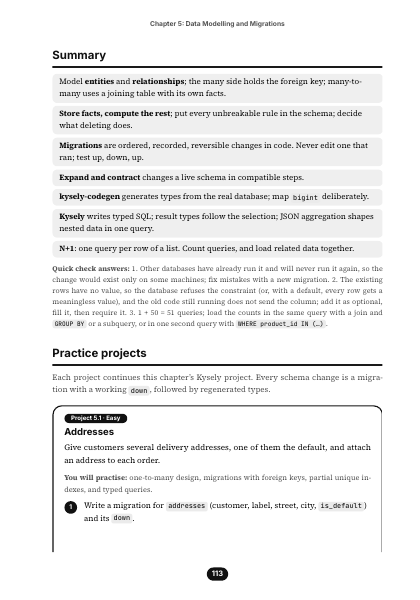 Chapter 5: Data Modelling and Migrations
Summary
Model entities and relationships; the many side holds the foreign key; many-to-
many uses a joining table with its own facts.
Store facts, compute the rest; put every unbreakable rule in the schema; decide
what deleting does.
Migrations are ordered, recorded, reversible changes in code. Never edit one that
ran; test up, down, up.
Expand and contract changes a live schema in compatible steps.
kysely-codegen generates types from the real database; map bigint deliberately.
Kysely writes typed SQL; result types follow the selection; JSON aggregation shapes
nested data in one query.
N+1: one query per row of a list. Count queries, and load related data together.
Quick check answers: 1. Other databases have already run it and will never run it again, so the
change would exist only on some machines; fix mistakes with a new migration. 2. The existing
rows have no value, so the database refuses the constraint (or, with a default, every row gets a
meaningless value), and the old code still running does not send the column; add it as optional,
fill it, then require it. 3. 1 + 50 = 51 queries; load the counts in the same query with a join and
GROUP BY or a subquery, or in one second query with WHERE product_id IN (…).
Practice projects
Each project continues this chapter's Kysely project. Every schema change is a migra-
tion with a working down, followed by regenerated types.
Project 5.1 · Easy
Addresses
Give customers several delivery addresses, one of them the default, and attach
an address to each order.
You will practise: one-to-many design, migrations with foreign keys, partial unique in-
dexes, and typed queries.
1 Write a migration for addresses (customer, label, street, city, is_default)
and its down.
113